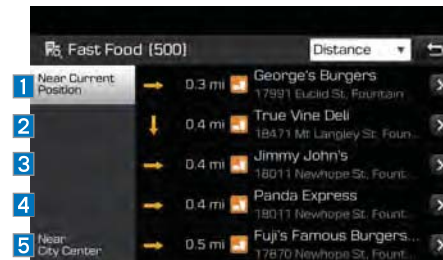 Fast Food (500)
Distance
1
Near Current
Position
0.3 mi
George's Burgers
17991 Euclid St, Fountain
2
0.4 mi
True Vine Deli
18471 Mt Langley St, Foun...
3
0.4 mi
Jimmy John's
18011 Newhope St, Fount...
4
0.4 mi
Panda Express
18011 Newhope St, Fount...
5
Near
City Center
0.5 mi
Fuji's Famous Burgers...
17870 Newhope St, Fount...